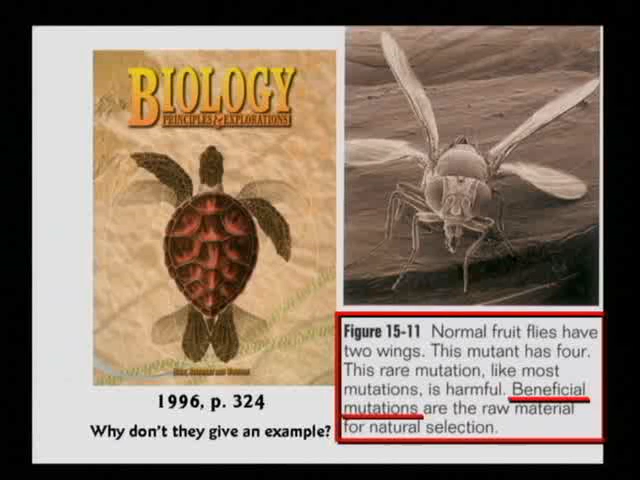 BIOLOGY
PRINCIPLES & EXPLORATIONS
1996, p. 324
Why don't they give an example?
Figure 15-11 Normal fruit flies have
two wings. This mutant has four.
This rare mutation, like most
mutations, is harmful. Beneficial
mutations are the raw material
for natural selection.